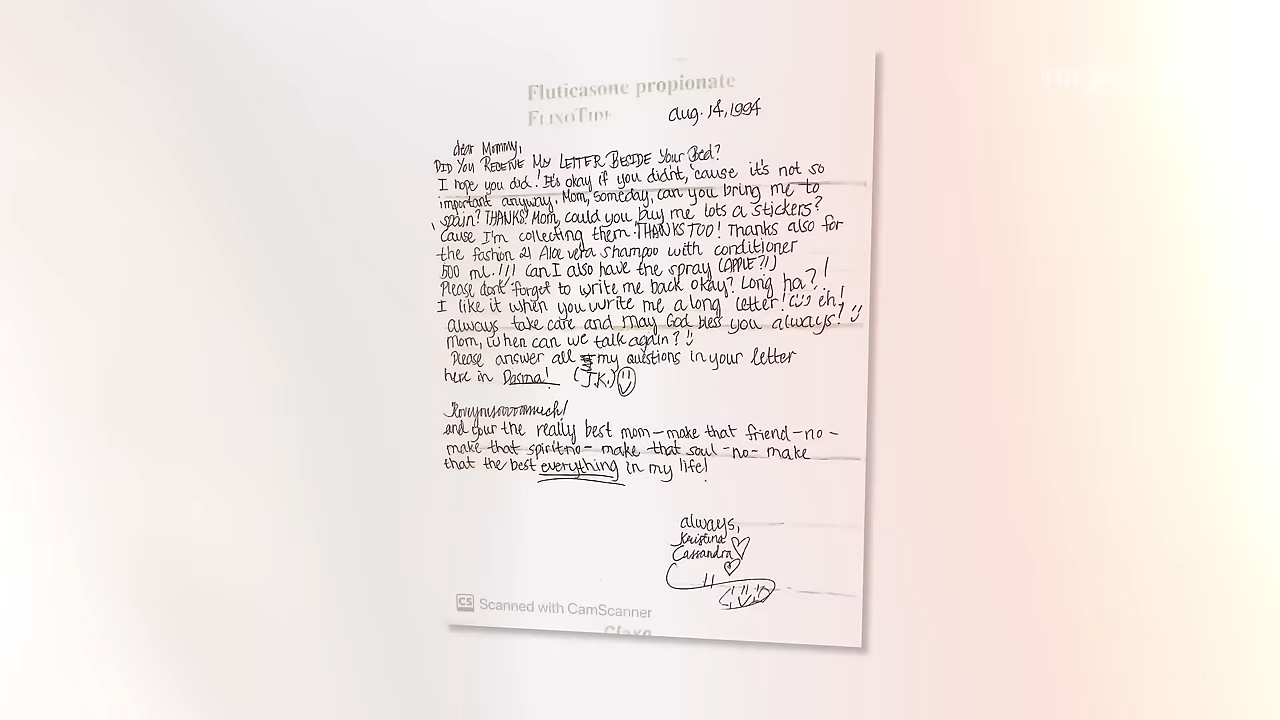 Fluticasone propionate
FLIXOTIDE
Aug. 14, 1994
dear Mommy,
DID YOU RECEIVE MY LETTER BESIDE YOUR Bed?
I hope you did! It's okay if you didn't, 'cause it's not so
important anyway. Mom, someday, can you bring me to
Spain? THANKS! Mom, could you buy me lots a stickers?
Cause I'm collecting them. THANKS TOO! Thanks also for
the fashion 21 Aloe vera shampoo with conditioner
500 ml.!!! Can I also have the spray (APPLE?!)
Please don't forget to write me back okay? Long ha?!
I like it when you write me a long letter! eh!
always take care and may God bless you always!
Mom, when can we talk again?
Please answer all my questions in your letter
here in Dasma! (J.K.)
Iloveyousoooomuch!
and your the really best mom-make that friend-no-
make that spirit-no- make that soul -no- make
that the best everything in my life!
always,
Kristina
Cassandra
CS Scanned with CamScanner
Glaxo